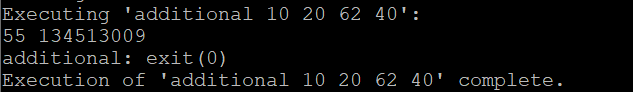 Executing 'additional 10 20 62 40':
55 134513009
additional: exit(0)
Execution of 'additional 10 20 62 40' complete.